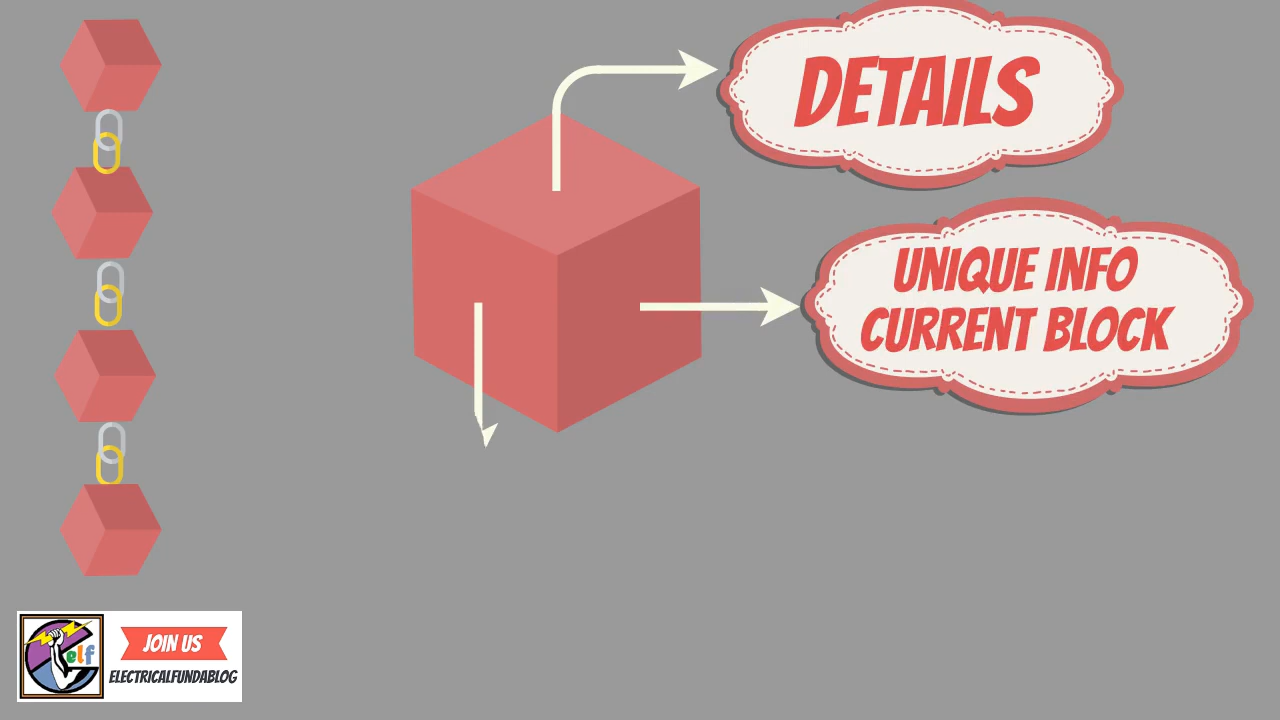 DETAILS
UNIQUE INFO
CURRENT BLOCK
elf
JOIN US
ELECTRICALFUNDABLOG